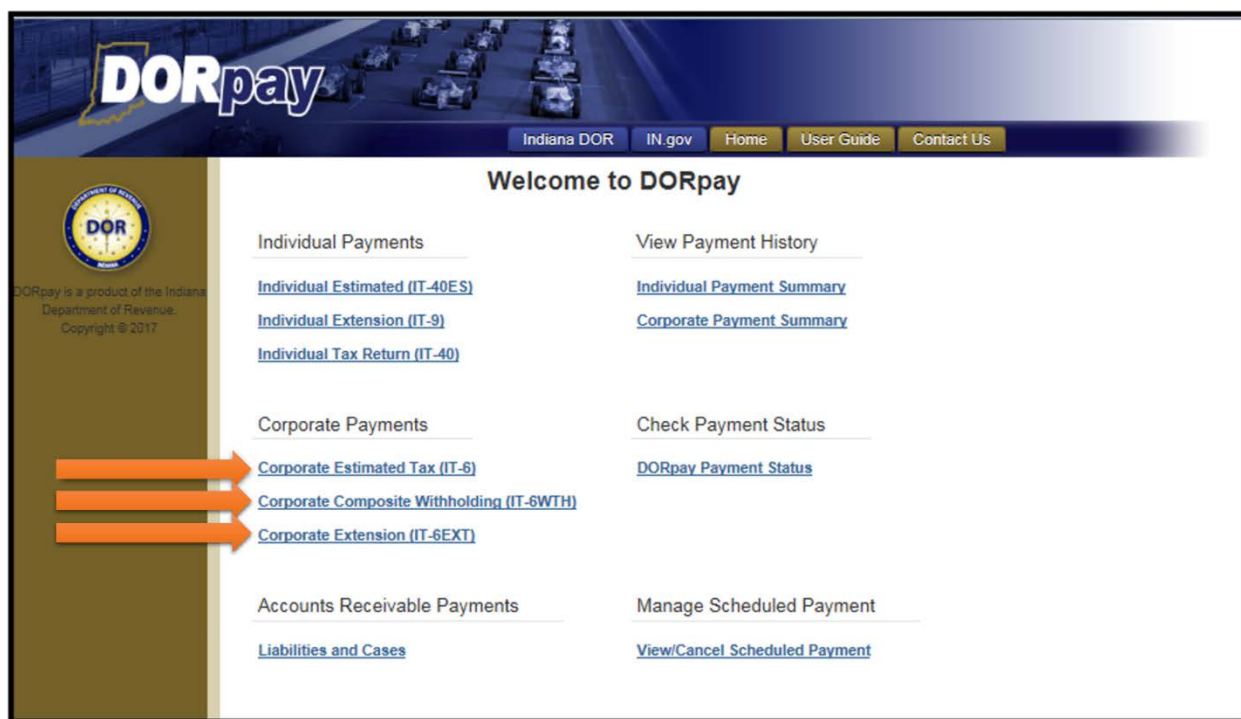 DORpay
Indiana DOR IN.gov Home User Guide Contact Us
DEPARTMENT OF REVENUE
DOR
INDIANA
DORpay is a product of the Indiana
Department of Revenue.
Copyright © 2017
Welcome to DORpay
Individual Payments
Individual Estimated (IT-40ES)
Individual Extension (IT-9)
Individual Tax Return (IT-40)
View Payment History
Individual Payment Summary
Corporate Payment Summary
Corporate Payments
Corporate Estimated Tax (IT-6)
Corporate Composite Withholding (IT-6WTH)
Corporate Extension (IT-6EXT)
Check Payment Status
DORpay Payment Status
Accounts Receivable Payments
Liabilities and Cases
Manage Scheduled Payment
View/Cancel Scheduled Payment